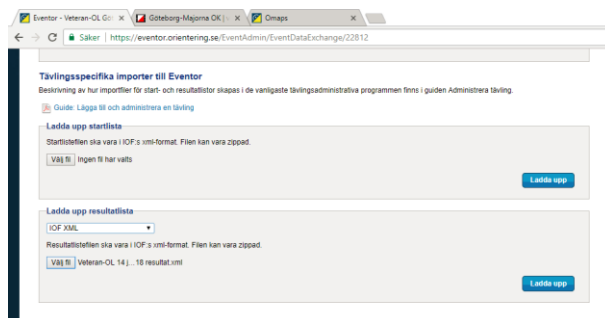 Eventor - Veteran-OL Göt
Göteborg-Majorna OK |
Omaps
Säker | https://eventor.orientering.se/EventAdmin/EventDataExchange/22812
Tävlingsspecifika importer till Eventor
Beskrivning av hur importfiler för start- och resultatlistor skapas i de vanligaste tävlingsadministrativa programmen finns i guiden Administrera tävling.
Guide: Lägga till och administrera en tävling
Ladda upp startlista
Startlistefilen ska vara i IOF:s xml-format. Filen kan vara zippad.
Välj fil Ingen fil har valts
Ladda upp
Ladda upp resultatlista
IOF XML
Resultatlistefilen ska vara i IOF:s xml-format. Filen kan vara zippad.
Välj fil Veteran-OL 14 j...18 resultat.xml
Ladda upp